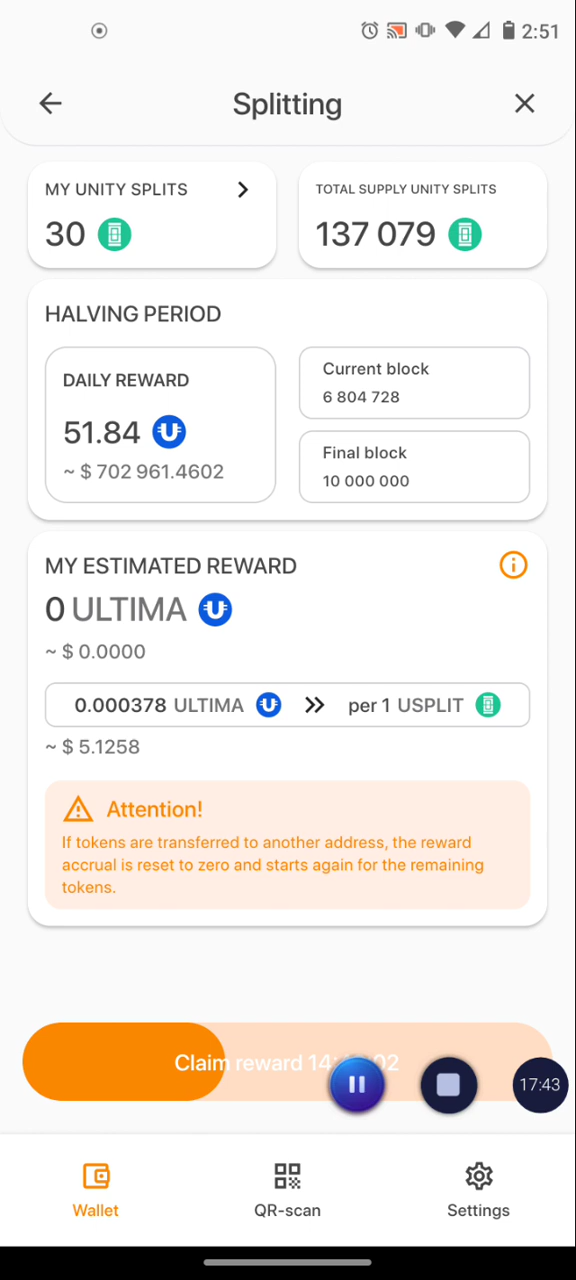 2:51
Splitting
MY UNITY SPLITS
30
TOTAL SUPPLY UNITY SPLITS
137 079
HALVING PERIOD
DAILY REWARD
51.84
~ $ 702 961.4602
Current block
6 804 728
Final block
10 000 000
MY ESTIMATED REWARD
0 ULTIMA
~ $ 0.0000
0.000378 ULTIMA per 1 USPLIT
~ $ 5.1258
Attention!
If tokens are transferred to another address, the reward
accrual is reset to zero and starts again for the remaining
tokens.
Claim reward
17:43
Wallet
QR-scan
Settings